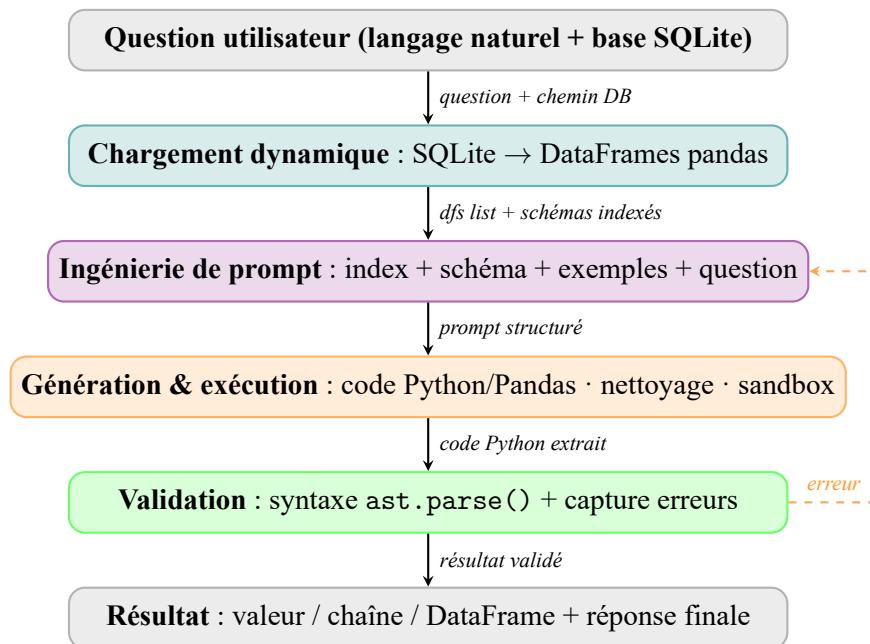 Question utilisateur (langage naturel + base SQLite)
question + chemin DB
Chargement dynamique : SQLite → DataFrames pandas
dfs list + schémas indexés
Ingénierie de prompt : index + schéma + exemples + question
prompt structuré
Génération & exécution : code Python/Pandas · nettoyage · sandbox
code Python extrait
Validation : syntaxe ast.parse() + capture erreurs
erreur
résultat validé
Résultat : valeur / chaîne / DataFrame + réponse finale